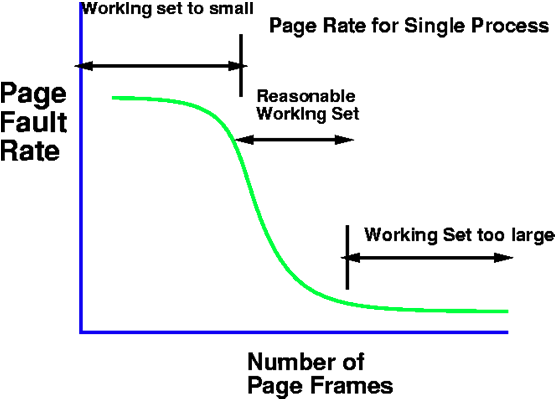 Working set to small
Page Rate for Single Process
Page
Fault
Rate
Reasonable
Working Set
Working Set too large
Number of
Page Frames